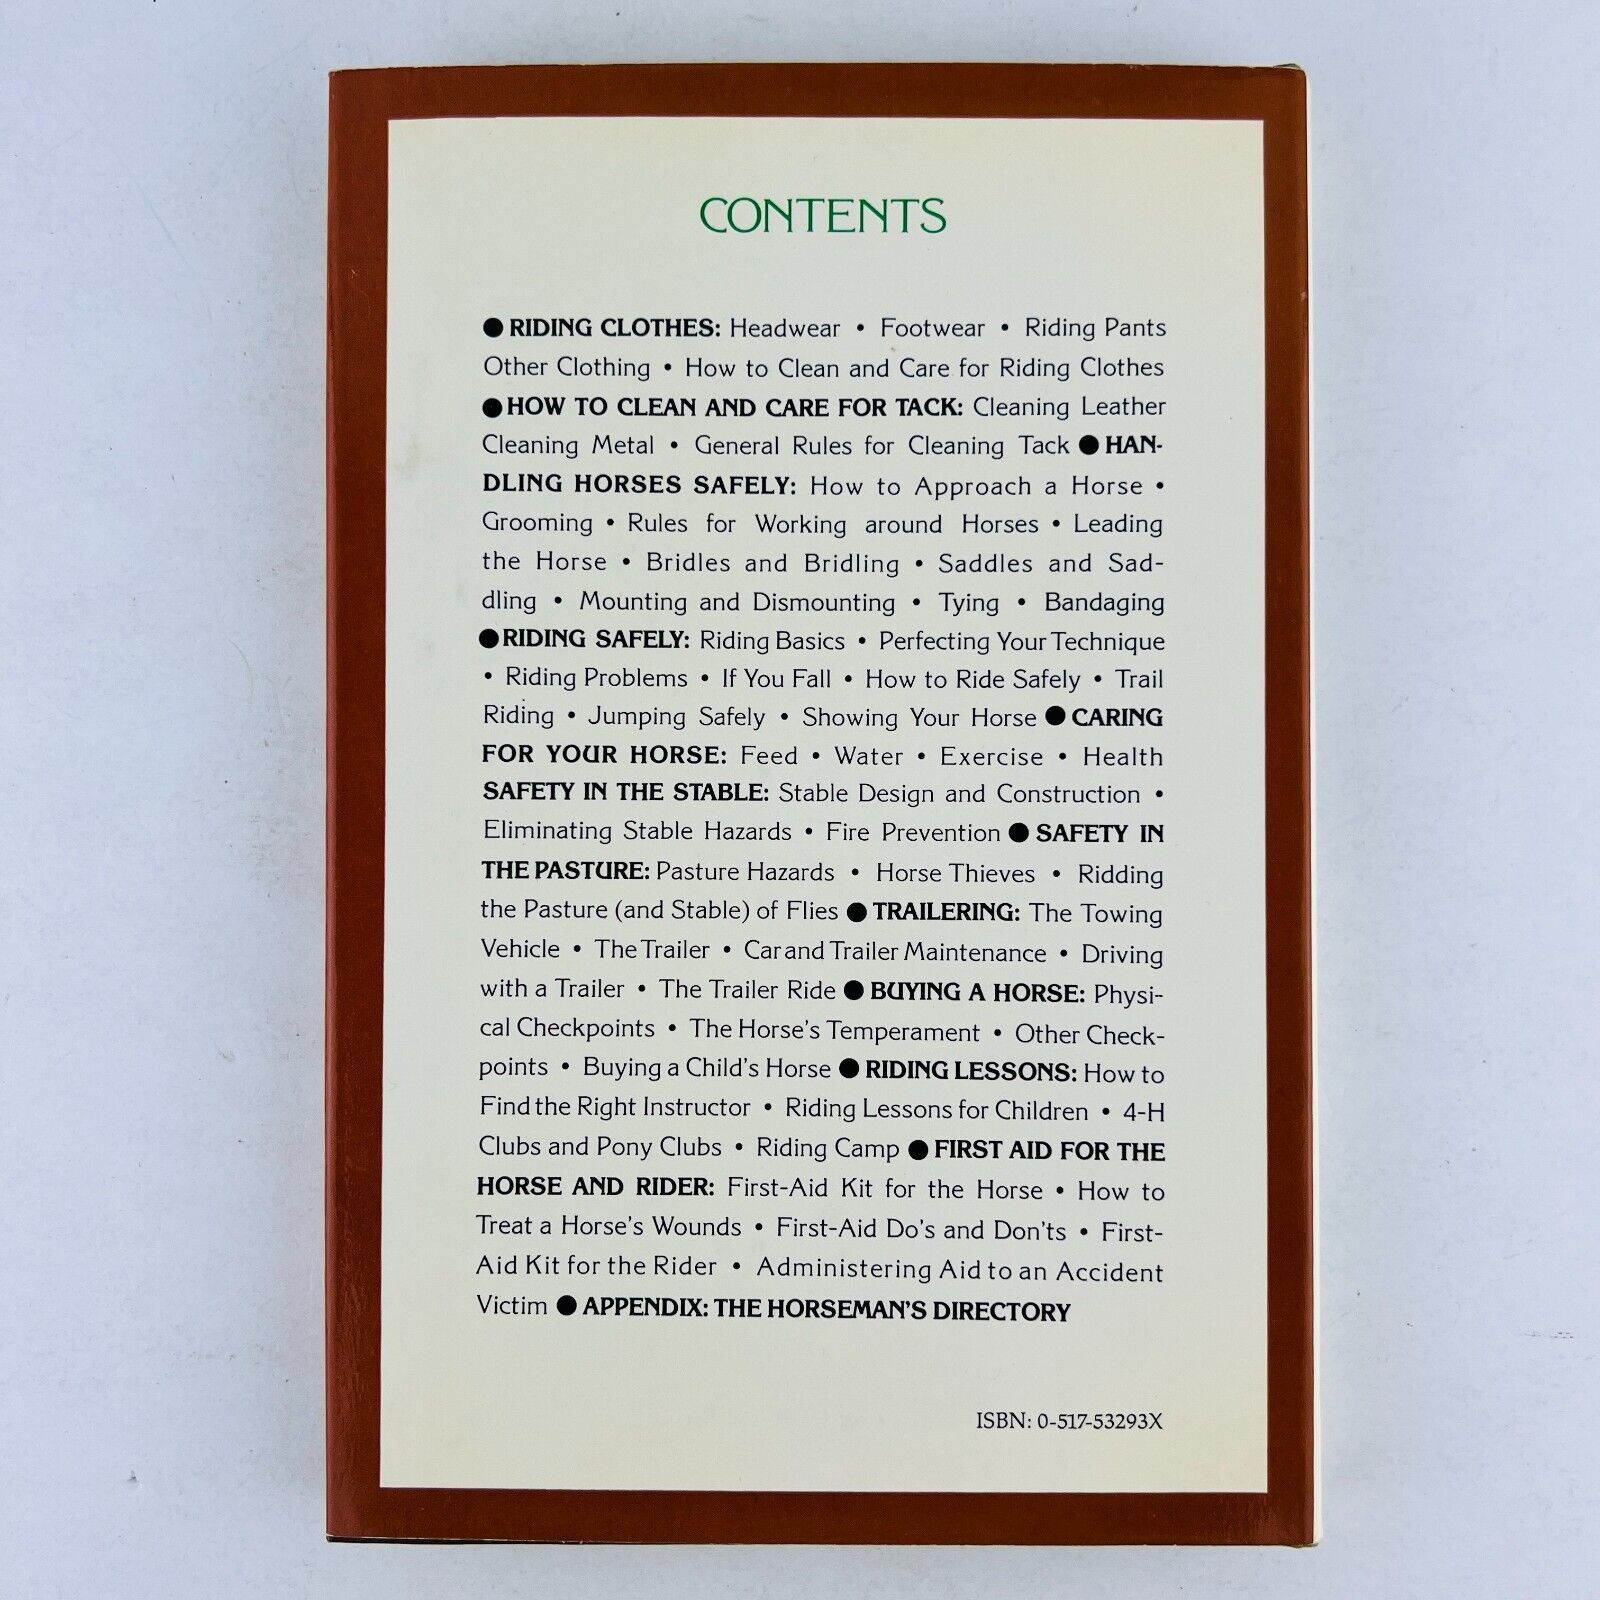 CONTENTS
● RIDING CLOTHES: Headwear • Footwear • Riding Pants
Other Clothing • How to Clean and Care for Riding Clothes
● HOW TO CLEAN AND CARE FOR TACK: Cleaning Leather
Cleaning Metal • General Rules for Cleaning Tack ● HAN-
DLING HORSES SAFELY: How to Approach a Horse •
Grooming • Rules for Working around Horses • Leading
the Horse • Bridles and Bridling • Saddles and Sad-
dling • Mounting and Dismounting • Tying • Bandaging
● RIDING SAFELY: Riding Basics • Perfecting Your Technique
• Riding Problems • If You Fall • How to Ride Safely • Trail
Riding • Jumping Safely • Showing Your Horse ● CARING
FOR YOUR HORSE: Feed • Water • Exercise • Health
SAFETY IN THE STABLE: Stable Design and Construction •
Eliminating Stable Hazards • Fire Prevention ● SAFETY IN
THE PASTURE: Pasture Hazards • Horse Thieves • Ridding
the Pasture (and Stable) of Flies ● TRAILERING: The Towing
Vehicle • The Trailer • Car and Trailer Maintenance • Driving
with a Trailer • The Trailer Ride ● BUYING A HORSE: Physi-
cal Checkpoints • The Horse's Temperament • Other Check-
points • Buying a Child's Horse ● RIDING LESSONS: How to
Find the Right Instructor • Riding Lessons for Children • 4-H
Clubs and Pony Clubs • Riding Camp ● FIRST AID FOR THE
HORSE AND RIDER: First-Aid Kit for the Horse • How to
Treat a Horse's Wounds • First-Aid Do's and Don'ts • First-
Aid Kit for the Rider • Administering Aid to an Accident
Victim ● APPENDIX: THE HORSEMAN'S DIRECTORY
ISBN: 0-517-53293X